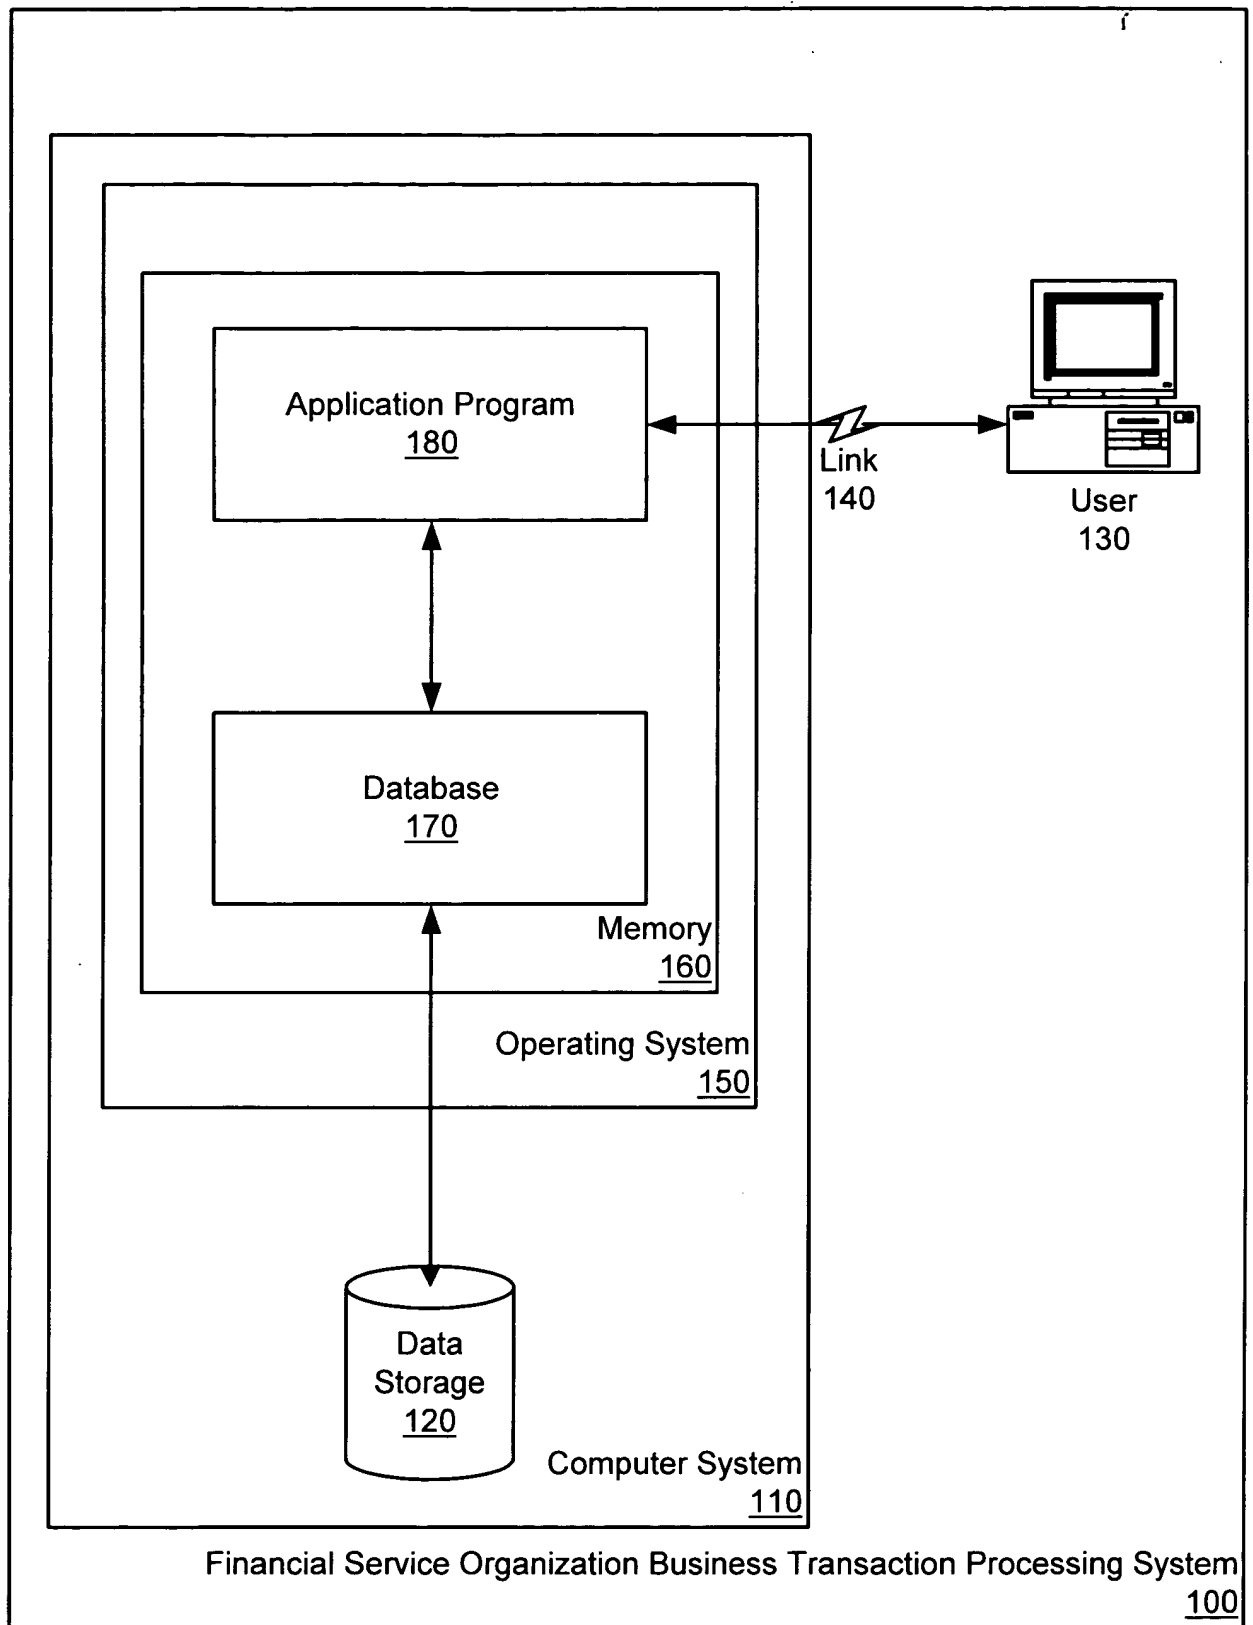 Application Program
180
Link
140
User
130
Database
170
Memory
160
Operating System
150
Data
Storage
120
Computer System
110
Financial Service Organization Business Transaction Processing System
100